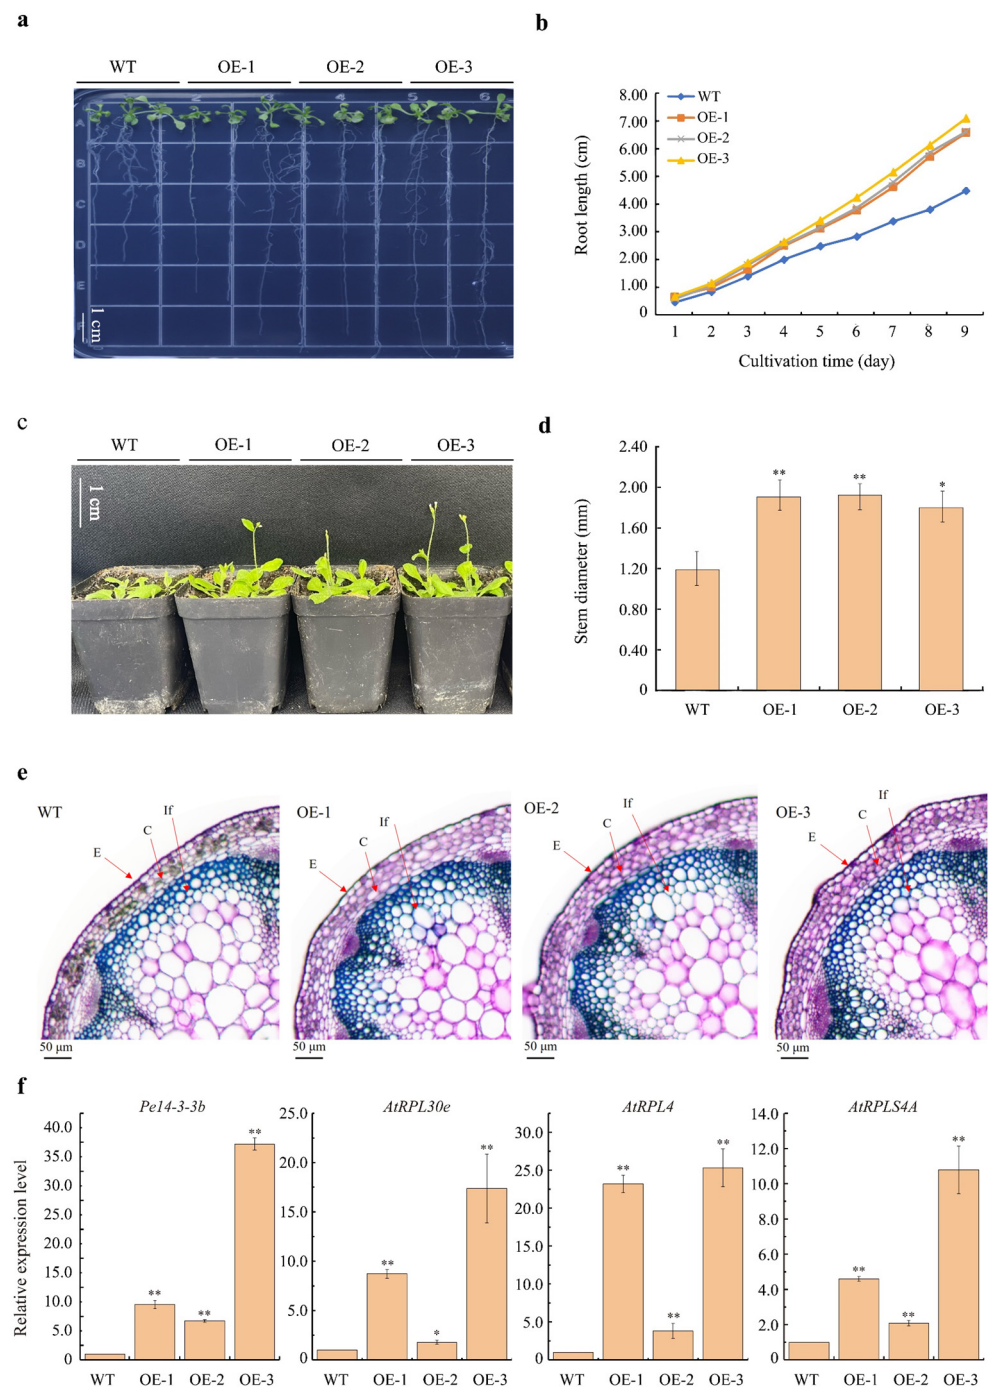 a
WT OE-1 OE-2 OE-3
2 3 4 5 6
A
B
C
D
E
1 cm
b
8.00
7.00
6.00
5.00
4.00
3.00
2.00
1.00
0
WT
OE-1
OE-2
OE-3
Root length (cm)
1 2 3 4 5 6 7 8 9
Cultivation time (day)
c
WT OE-1 OE-2 OE-3
1 cm
d
2.40
2.00
1.60
1.20
0.80
0.40
0
Stem diameter (mm)
** ** *
WT OE-1 OE-2 OE-3
e
WT If C E
50 μm
OE-1 If C E
50 μm
OE-2 If C E
50 μm
OE-3 If C E
50 μm
f
Relative expression level
Pe14-3-3b
40.0
35.0
30.0
25.0
20.0
15.0
10.0
5.0
0
** ** **
WT OE-1 OE-2 OE-3
AtRPL30e
25.0
20.0
15.0
10.0
5.0
0
** * **
WT OE-1 OE-2 OE-3
AtRPL4
30.0
25.0
20.0
15.0
10.0
5.0
0
** ** **
WT OE-1 OE-2 OE-3
AtRPLS4A
14.0
12.0
10.0
8.0
6.0
4.0
2.0
0
** ** **
WT OE-1 OE-2 OE-3